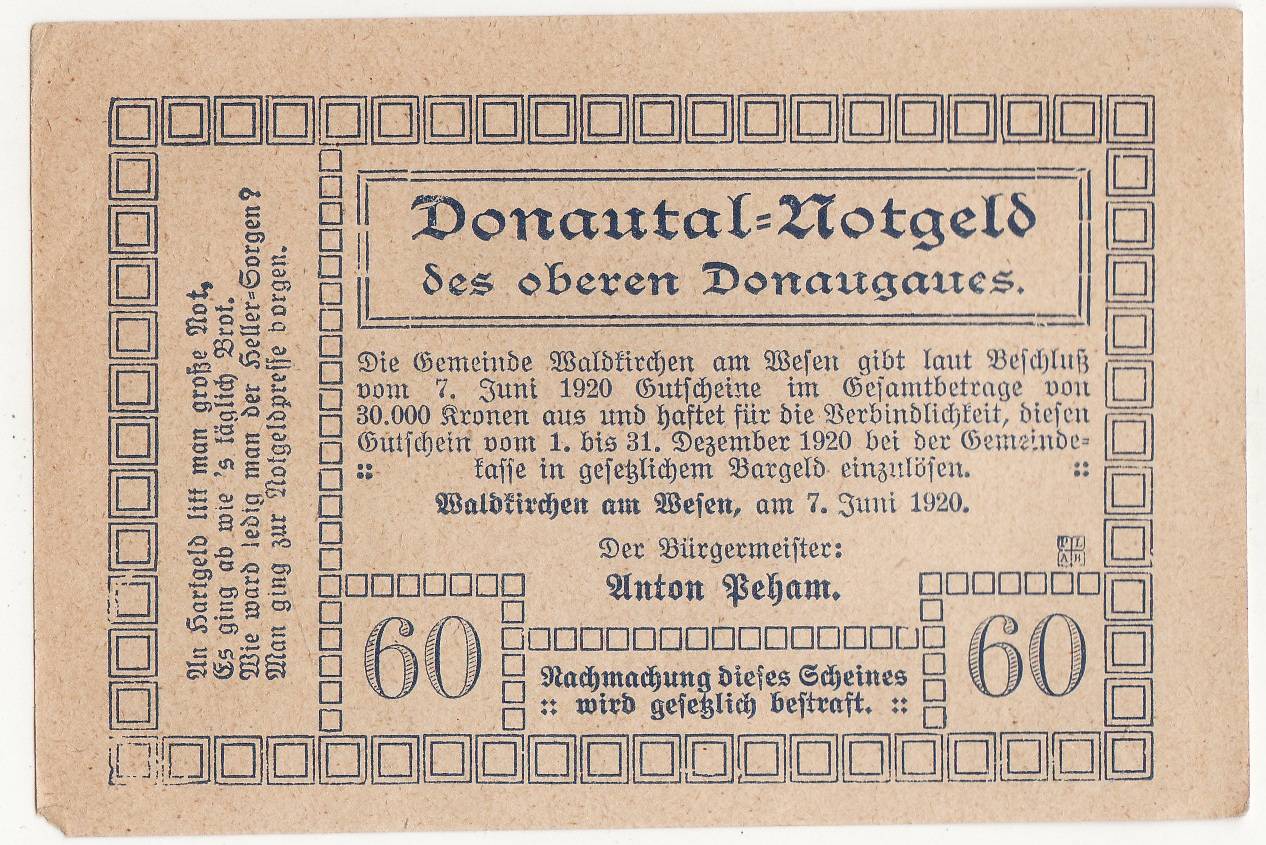 An Hartgeld litt man große Not,
Es ging ab wie 's täglich Brot.
Wie ward ledig man der Heller=Sorgen?
Man ging zur Notgeldpresse borgen.
Donautal=Notgeld
des oberen Donaugaues.
Die Gemeinde Waldkirchen am Wesen gibt laut Beschluß
vom 7. Juni 1920 Gutscheine im Gesamtbetrage von
30.000 Kronen aus und haftet für die Verbindlichkeit, diesen
Gutschein vom 1. bis 31. Dezember 1920 bei der Gemeinde=
:: kasse in gesetzlichem Bargeld einzulösen. ::
Waldkirchen am Wesen, am 7. Juni 1920.
Der Bürgermeister:
Anton Peham.
P L
A B
60
60
Nachmachung dieses Scheines
:: wird gesetzlich bestraft. ::